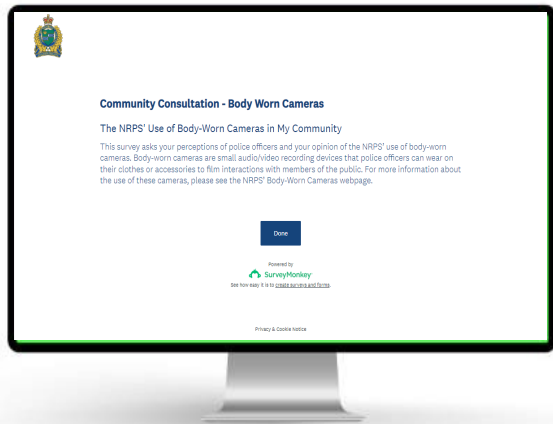 Community Consultation - Body Worn Cameras
The NRPS' Use of Body-Worn Cameras in My Community
This survey asks your perceptions of police officers and your opinion of the NRPS' use of body-worn
cameras. Body-worn cameras are small audio/video recording devices that police officers can wear on
their clothes or accessories to film interactions with members of the public. For more information about
the use of these cameras, please see the NRPS' Body-Worn Cameras webpage.
Done
Powered by
SurveyMonkey
See how easy it is to create surveys and forms.
Privacy & Cookie Notice